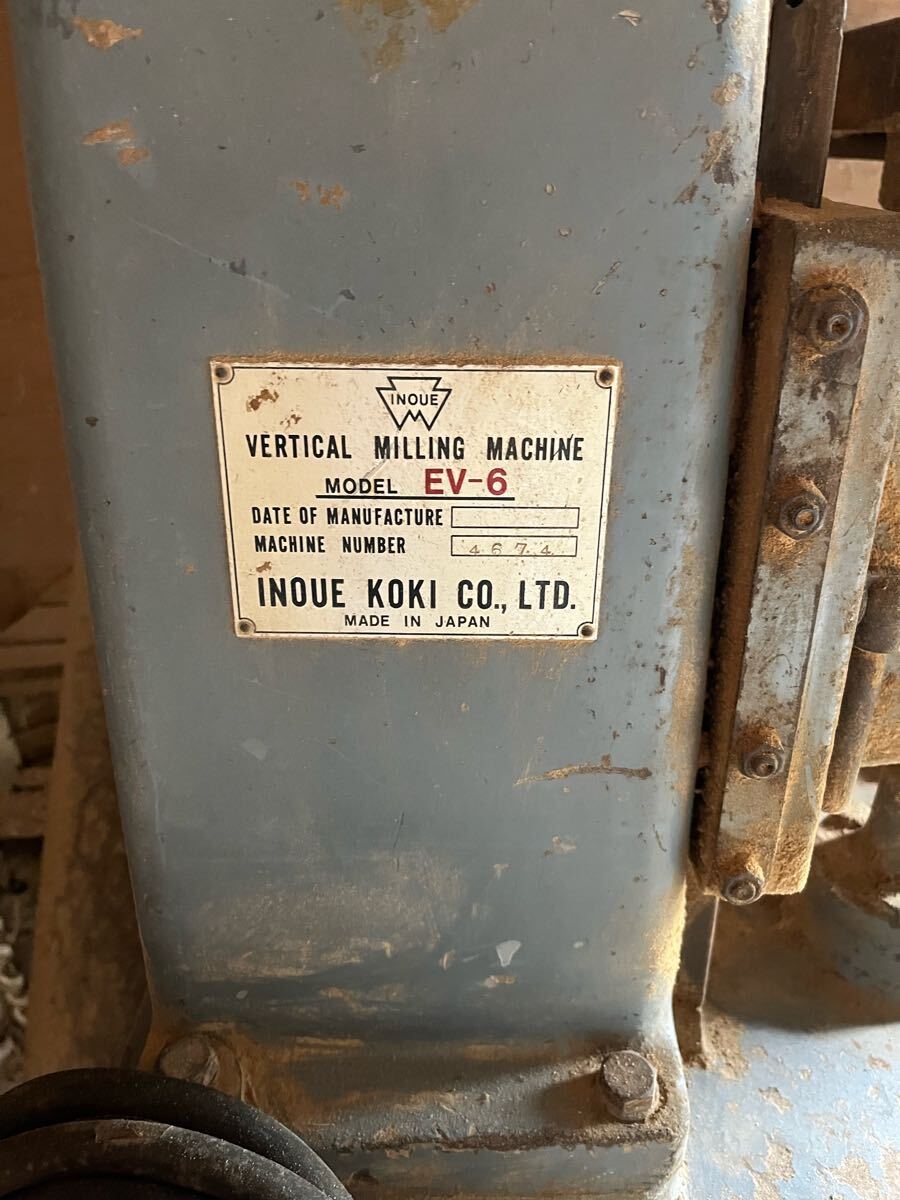 INOUE
VERTICAL MILLING MACHINE
MODEL EV-6
DATE OF MANUFACTURE
MACHINE NUMBER 4674
INOUE KOKI CO., LTD.
MADE IN JAPAN